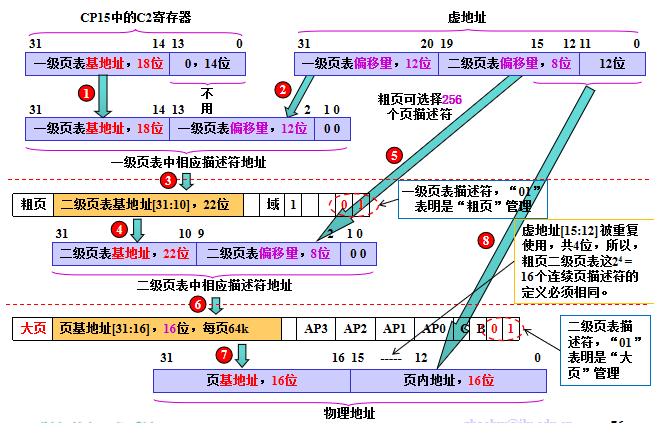 CP15中的C2寄存器
虚地址
31 14 13 0
31 20 19 15 12 11 0
一级页表基地址，18位 0，14位
一级页表偏移量，12位 二级页表偏移量，8位 12位
1
不用
2
粗页可选择256个页描述符
31 14 13 2 1 0
一级页表基地址，18位 一级页表偏移量，12位 0 0
5
一级页表中相应描述符地址
3
粗页 二级页表基地址[31:10]，22位 域 1 0 1
一级页表描述符，“01”
表明是“粗页”管理
4
8
31 10 9 2 1 0
二级页表基地址，22位 二级页表偏移量，8位 0 0
虚地址[15:12]被重复
使用，共4位，所以，
粗页二级页表这2⁴＝
16个连续页描述符的
定义必须相同。
二级页表中相应描述符地址
6
大页 页基地址[31:16]，16位，每页64k AP3 AP2 AP1 AP0 C B 0 1
二级页表描
述符，“01”
表明是“大
页”管理
7
31 16 15 ----- 12 0
页基地址，16位 页内地址，16位
物理地址